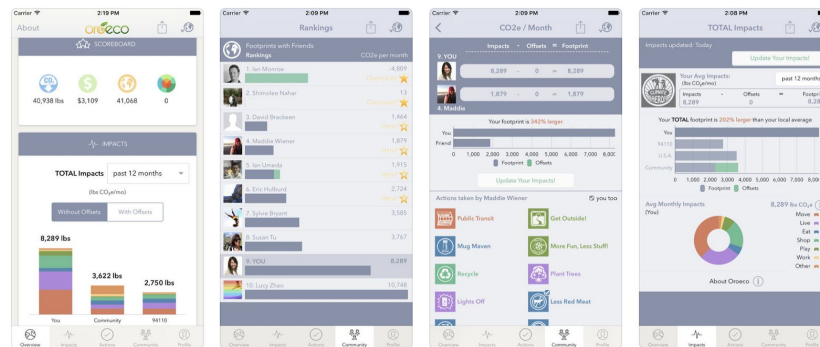 Carrier 2:19 PM
About oroeco
SCOREBOARD
CO₂
$
40,938 lbs $3,109 41,068 0
IMPACTS
TOTAL Impacts past 12 months
(lbs CO₂e/mo)
Without Offsets With Offsets
8,289 lbs
3,622 lbs
2,750 lbs
You Community 94110
Overview Impacts Actions Community Profile
Carrier 2:09 PM
Rankings
Footprints with Friends
Rankings CO2e per month
1. Ian Monroe -4,809
2. Shimolee Nahar 13
3. David Brackeen 1,464
4. Maddie Wiener 1,879
5. Ian Umeda 1,915
6. Eric Hulburd 2,724
7. Sylvie Bryant 3,585
8. Susan Tu 3,767
9. YOU 8,289
10. Lucy Zhao 10,748
Overview Impacts Actions Community Profile
Carrier 2:09 PM
CO2e / Month
Impacts - Offsets = Footprint
9. YOU
8,289 - 0 = 8,289
1,879 - 0 = 1,879
4. Maddie
Your footprint is 342% larger
You
Friend
0 1,000 2,000 3,000 4,000 5,000 6,000 7,000 8,000
Footprint Offsets
Update Your Impacts!
Actions taken by Maddie Wiener you too
Public Transit Get Outside!
Mug Maven More Fun, Less Stuff!
Recycle Plant Trees
Lights Off Less Red Meat
Overview Impacts Actions Community Profile
Carrier 2:08 PM
TOTAL Impacts
Impacts updated: Today
Update Your Impacts!
CLIMATE HERO
Your Avg Impacts: past 12 months
(Lbs CO₂e/mo)
Impacts - Offsets = Footpri
8,289 0 8,28
Your TOTAL footprint is 202% larger than your local average
You
94110
U.S.A.
Community
0 1,000 2,000 3,000 4,000 5,000 6,000 7,000 8,000
Footprint Offsets
Avg Monthly Impacts 8,289 lbs CO₂e
(You) Move
Live
Eat
Shop
Play
Work
Other
About Oroeco i
Overview Impacts Actions Community Profile